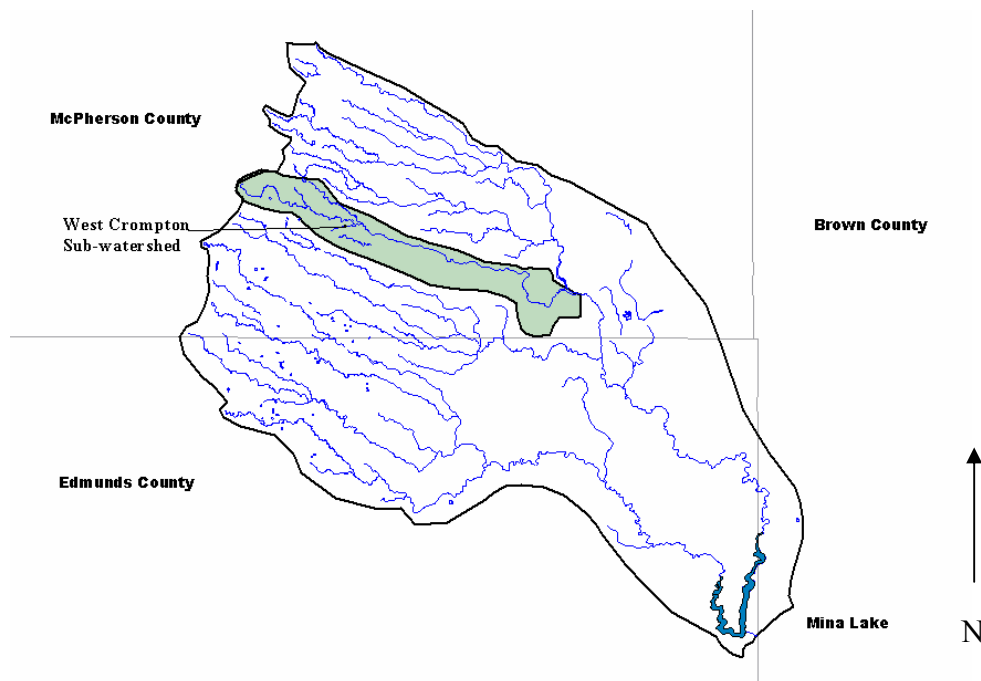 McPherson County
West Crompton
Sub-watershed
Brown County
Edmunds County
Mina Lake
N